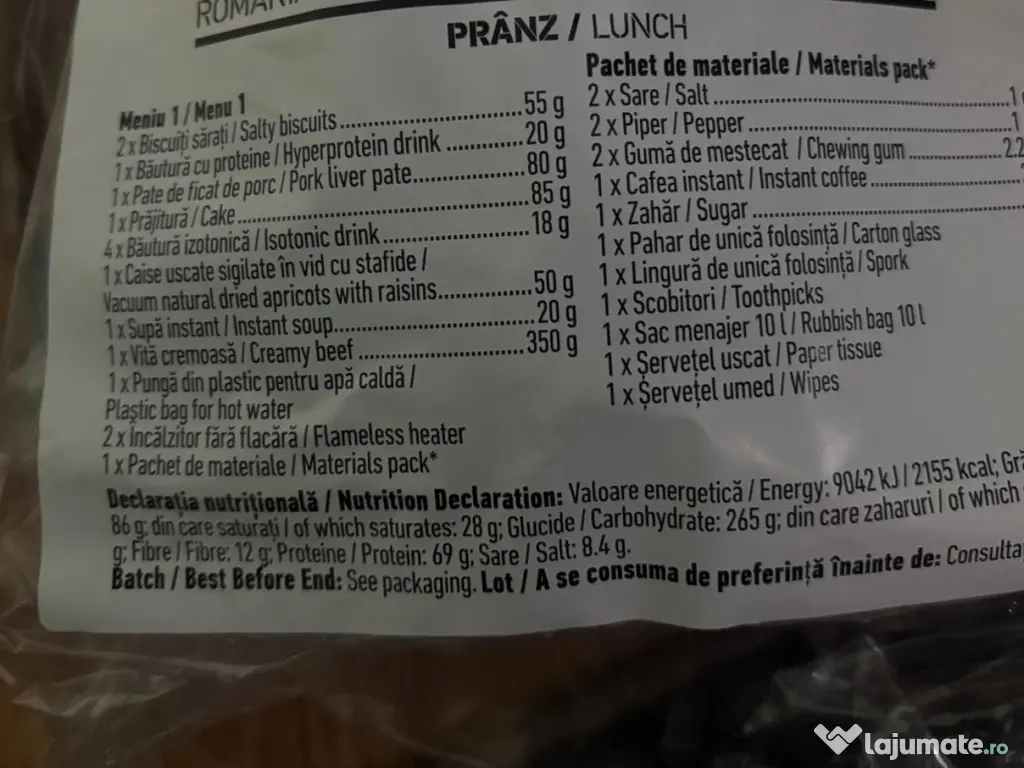 PRÂNZ / LUNCH
Meniu 1 / Menu 1
2 x Biscuiți sărați / Salty biscuits.....................55 g
1 x Băutură cu proteine / Hyperprotein drink ............20 g
1 x Pate de ficat de porc / Pork liver pate..................80 g
1 x Prăjitură / Cake.............................................85 g
4 x Băutură izotonică / Isotonic drink.......................18 g
1 x Caise uscate sigilate în vid cu stafide /
Vacuum natural dried apricots with raisins................50 g
1 x Supă instant / Instant soup................................20 g
1 x Vită cremoasă / Creamy beef ...........................350 g
1 x Pungă din plastic pentru apă caldă /
Plastic bag for hot water
2 x Încălzitor fără flacără / Flameless heater
1 x Pachet de materiale / Materials pack*
Pachet de materiale / Materials pack*
2 x Sare / Salt.............................................1
2 x Piper / Pepper........................................1
2 x Gumă de mestecat / Chewing gum...............2.2
1 x Cafea instant / Instant coffee.......................
1 x Zahăr / Sugar ..........................................
1 x Pahar de unică folosință / Carton glass
1 x Lingură de unică folosință / Spork
1 x Scobitori / Toothpicks
1 x Sac menajer 10 l / Rubbish bag 10 l
1 x Șervețel uscat / Paper tissue
1 x Șervețel umed / Wipes
Declarația nutrițională / Nutrition Declaration: Valoare energetică / Energy: 9042 kJ / 2155 kcal;
86 g; din care saturați / of which saturates: 28 g; Glucide / Carbohydrate: 265 g; din care zaharuri / of which
g; Fibre / Fibre: 12 g; Proteine / Protein: 69 g; Sare / Salt: 8.4 g.
Batch / Best Before End: See packaging. Lot / A se consuma de preferință înainte de:
lajumate.ro